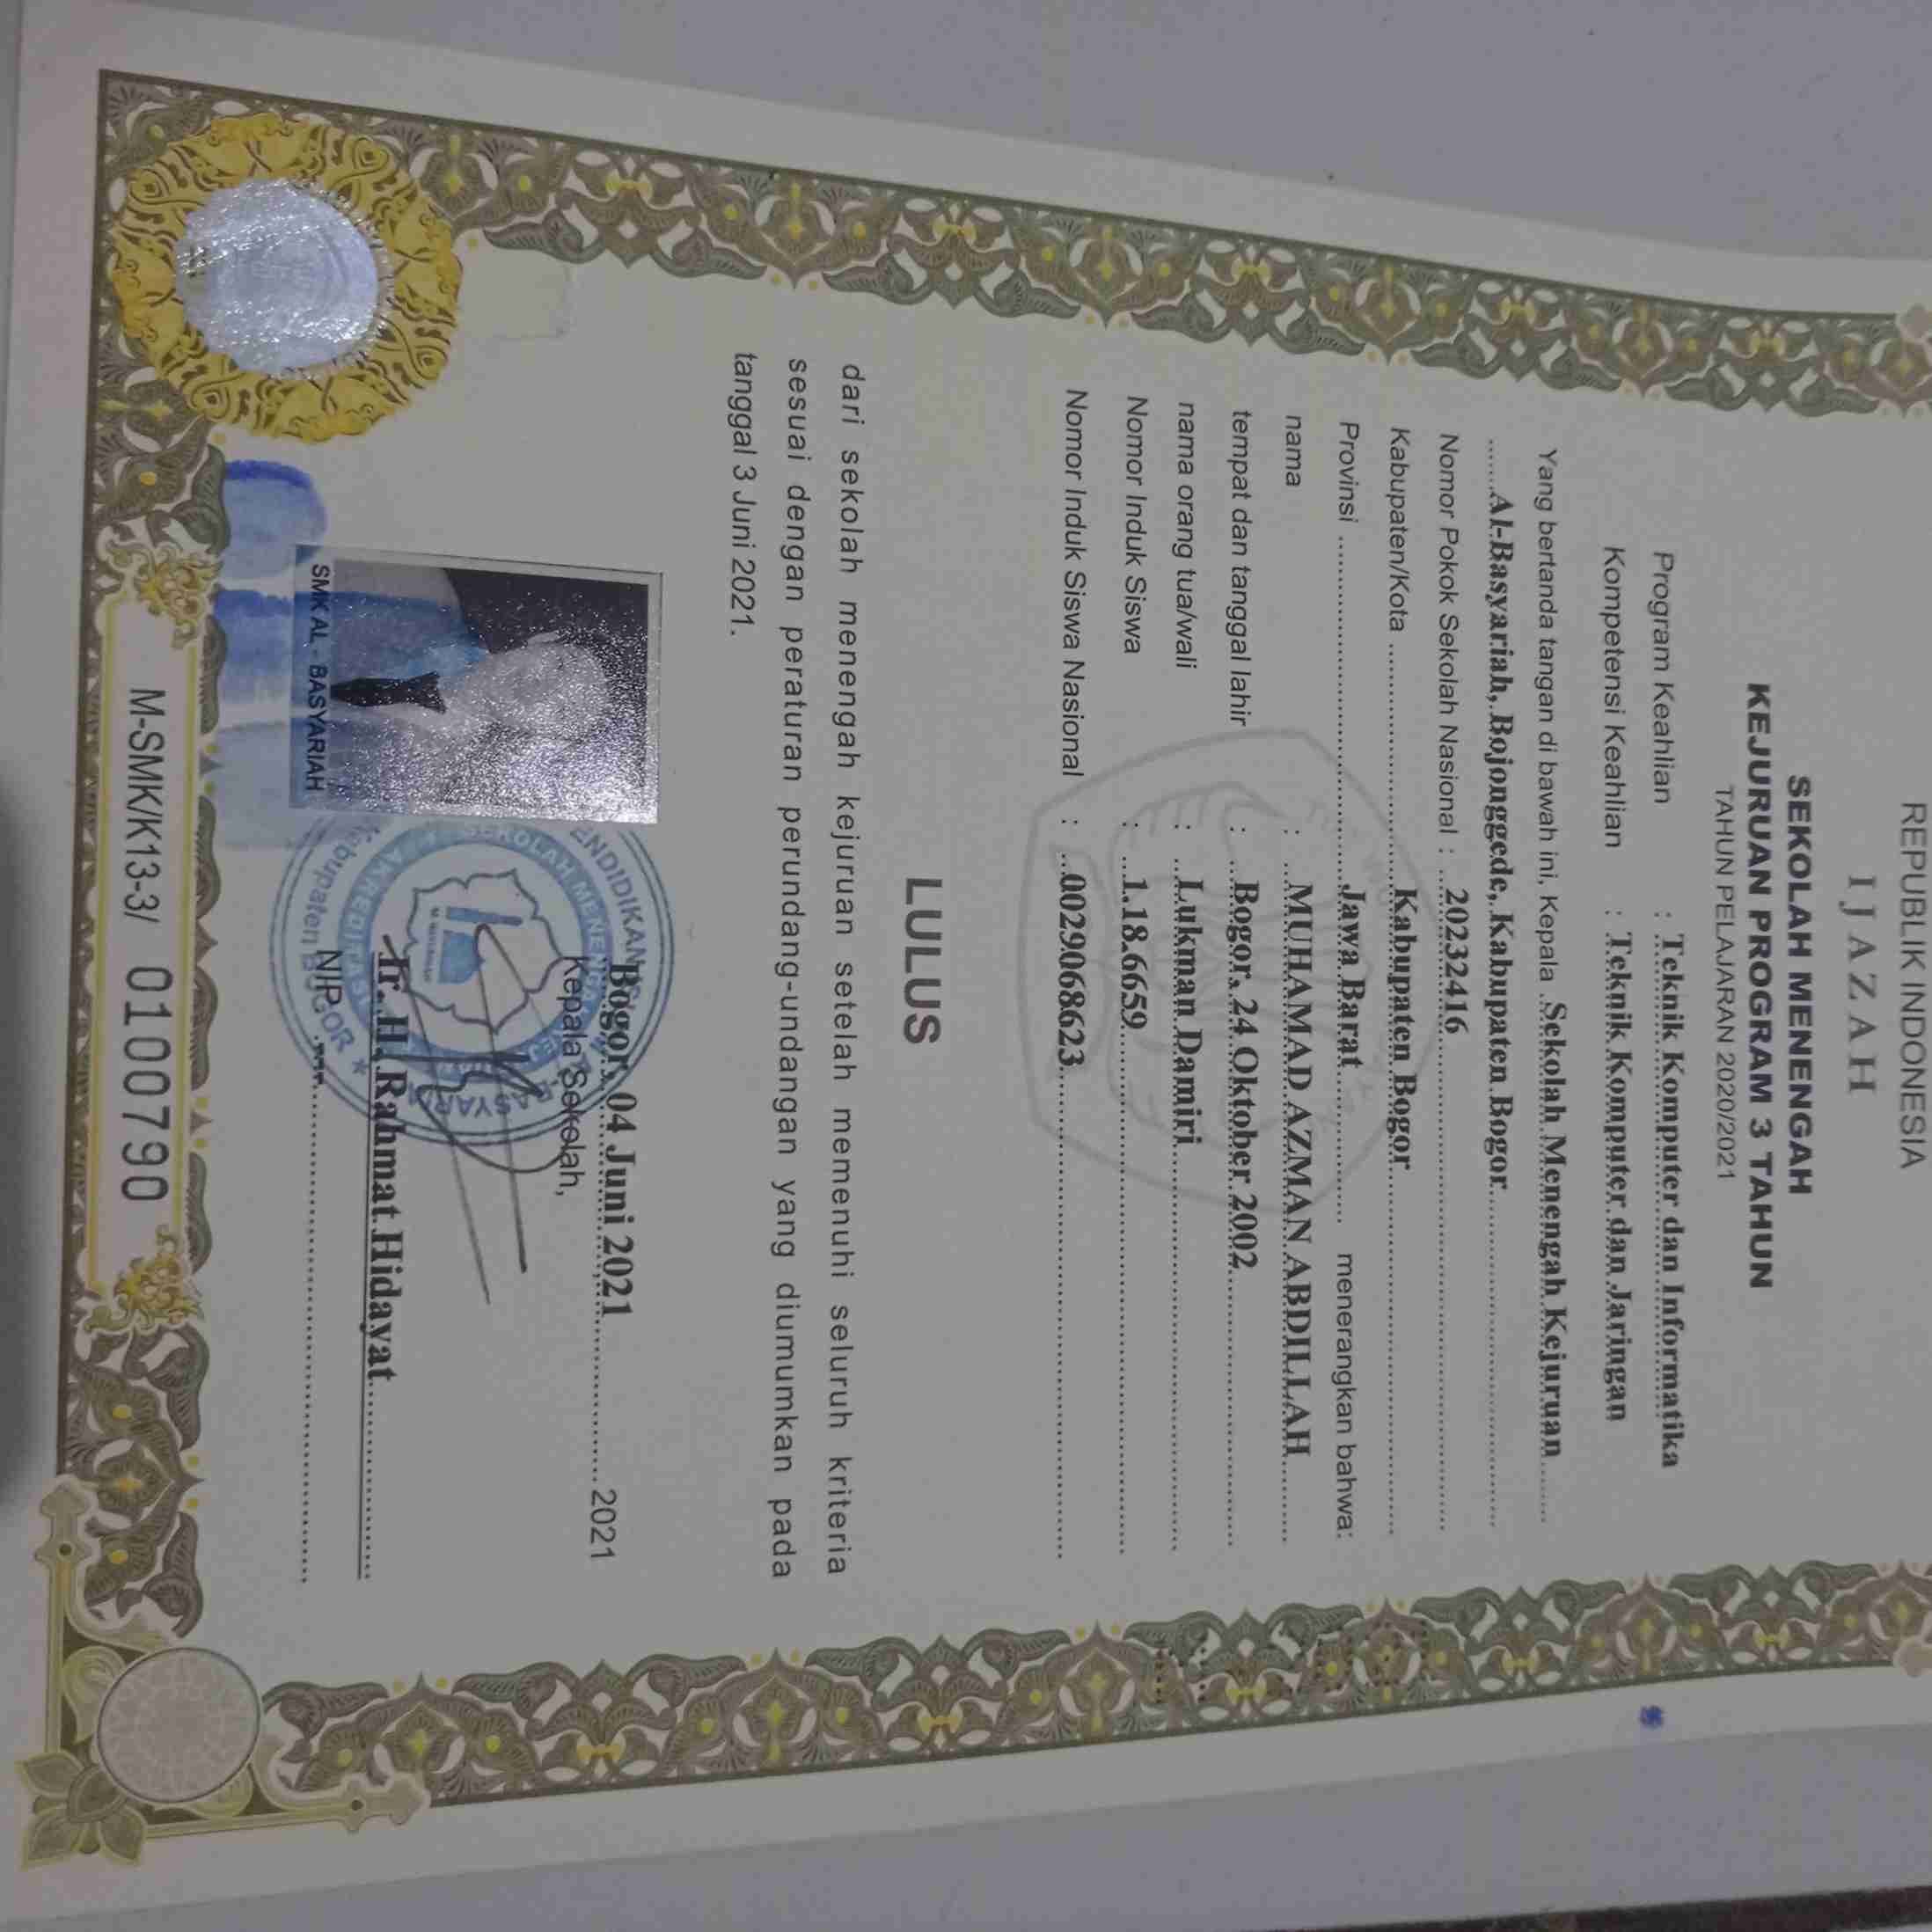 REPUBLIK INDONESIA
IJAZAH
SEKOLAH MENENGAH
KEJURUAN PROGRAM 3 TAHUN
TAHUN PELAJARAN 2020/2021
Program Keahlian : Teknik Komputer dan Informatika
Kompetensi Keahlian : Teknik Komputer dan Jaringan
Yang bertanda tangan di bawah ini, Kepala Sekolah Menengah Kejuruan
Al-Basyariah, Bojonggede, Kabupaten Bogor
Nomor Pokok Sekolah Nasional : 20232416
Kabupaten/Kota Kabupaten Bogor
Provinsi Jawa Barat menerangkan bahwa:
nama : MUHAMAD AZMAN ABDILLAH
tempat dan tanggal lahir : Bogor, 24 Oktober 2002
nama orang tua/wali : Lukman Damiri
Nomor Induk Siswa : 1.18.6659
Nomor Induk Siswa Nasional : 0029068623
LULUS
dari sekolah menengah kejuruan setelah memenuhi seluruh kriteria
sesuai dengan peraturan perundang-undangan yang diumumkan pada
tanggal 3 Juni 2021.
Bogor, 04 Juni 2021 2021
Kepala Sekolah,
Ir. H. Rahmat Hidayat
NIP. --
SMK AL - BASYARIAH
M-SMK/K13-3/ 0100790